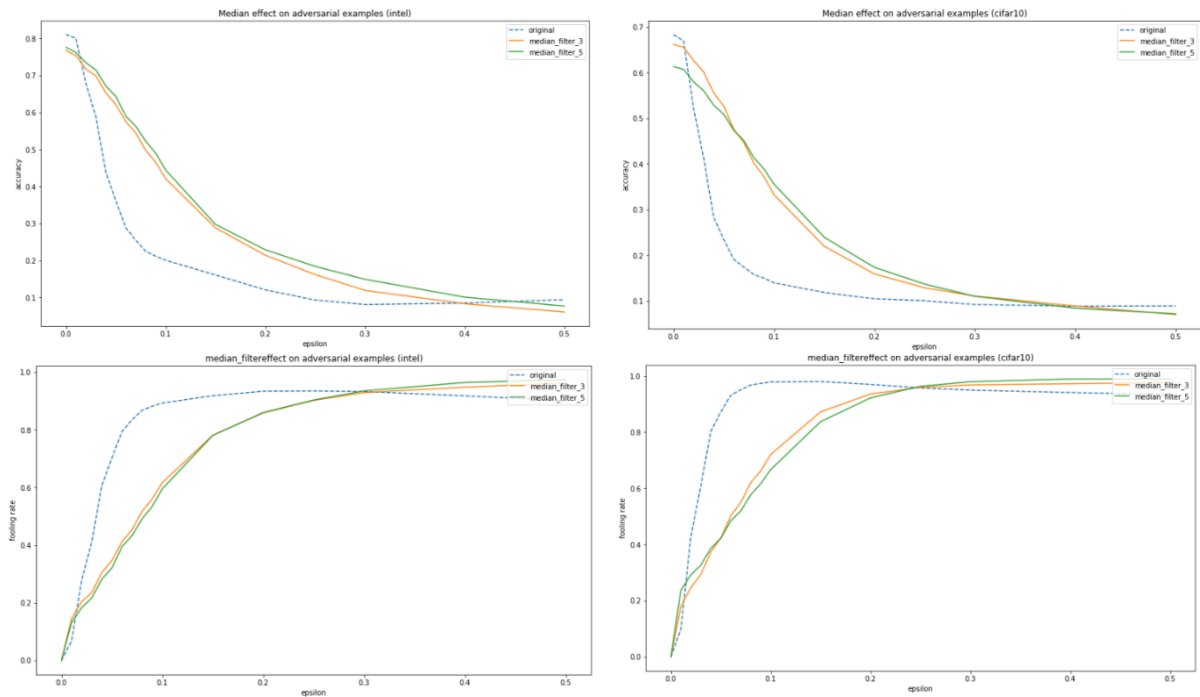 Median effect on adversarial examples (intel)
original
median_filter_3
median_filter_5
0.8
0.7
0.6
0.5
0.4
0.3
0.2
0.1
accuracy
0.0
0.1
0.2
0.3
0.4
0.5
epsilon
Median effect on adversarial examples (cifar10)
original
median_filter_3
median_filter_5
0.7
0.6
0.5
0.4
0.3
0.2
0.1
accuracy
0.0
0.1
0.2
0.3
0.4
0.5
epsilon
median_filtereffect on adversarial examples (intel)
original
median_filter_3
median_filter_5
1.0
0.8
0.6
0.4
0.2
0.0
fooling rate
0.0
0.1
0.2
0.3
0.4
0.5
epsilon
median_filtereffect on adversarial examples (cifar10)
original
median_filter_3
median_filter_5
1.0
0.8
0.6
0.4
0.2
0.0
fooling rate
0.0
0.1
0.2
0.3
0.4
0.5
epsilon